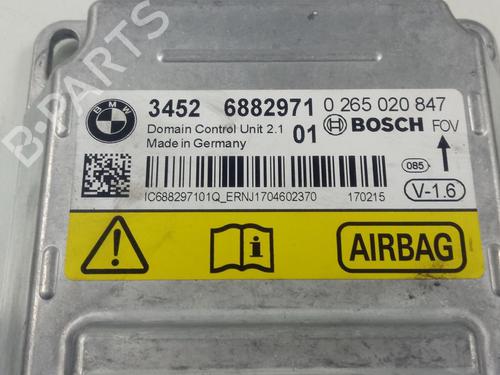 B-PARTS
BMW
3452 6882971 01 0 265 020 847
Domain Control Unit 2.1
Made in Germany
BOSCH FOV
085
V-1.6
IC688297101Q_ERNJ1704602370 170215
AIRBAG